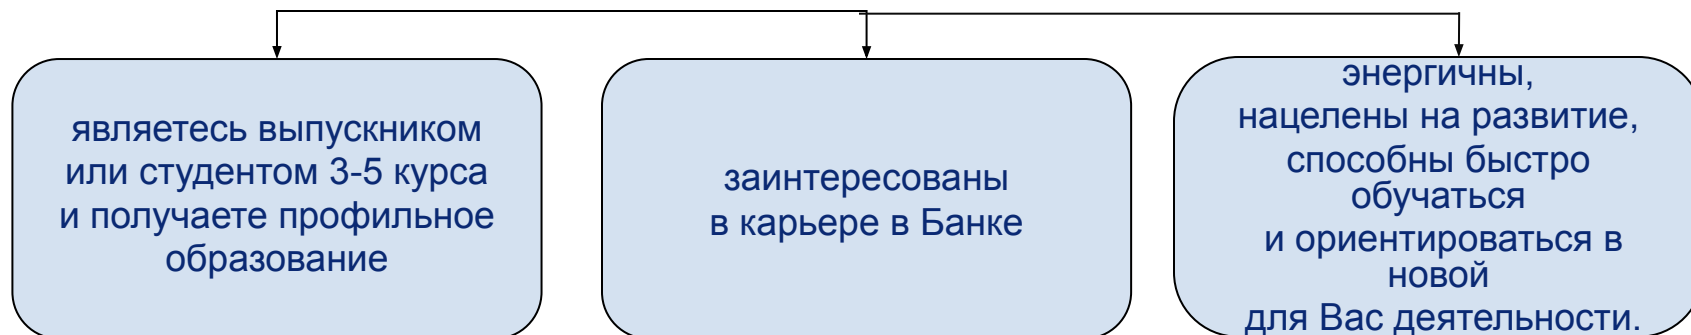 являетесь выпускником
или студентом 3-5 курса
и получаете профильное
образование
заинтересованы
в карьере в Банке
энергичны,
нацелены на развитие,
способны быстро
обучаться
и ориентироваться в
новой
для Вас деятельности.